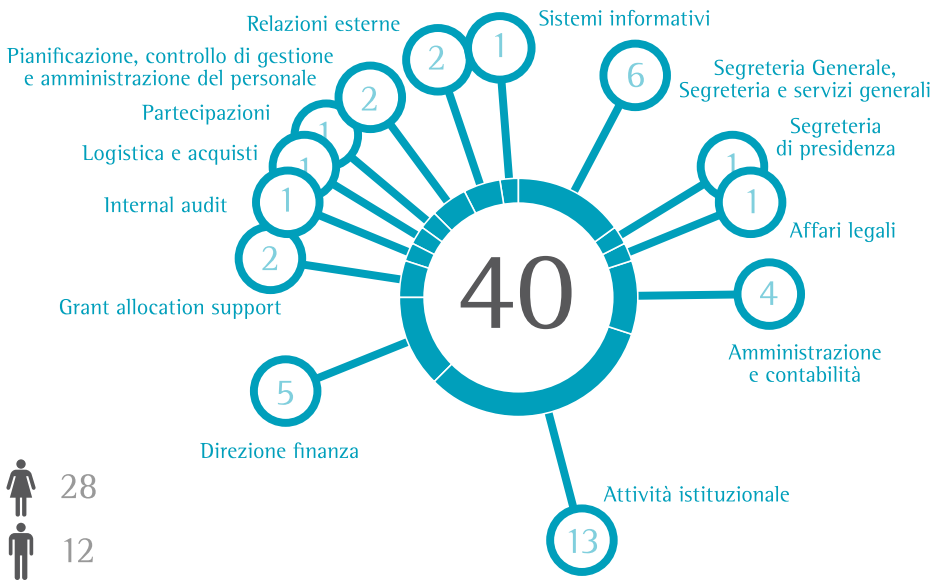 Relazioni esterne
2
1
Sistemi informativi
Pianificazione, controllo di gestione
e amministrazione del personale
2
6
Segreteria Generale,
Segreteria e servizi generali
Partecipazioni
1
Segreteria
di presidenza
1
Logistica e acquisti
1
Internal audit
1
1
Affari legali
2
Grant allocation support
40
4
Amministrazione
e contabilità
5
Direzione finanza
28
Attività istituzionale
13
12